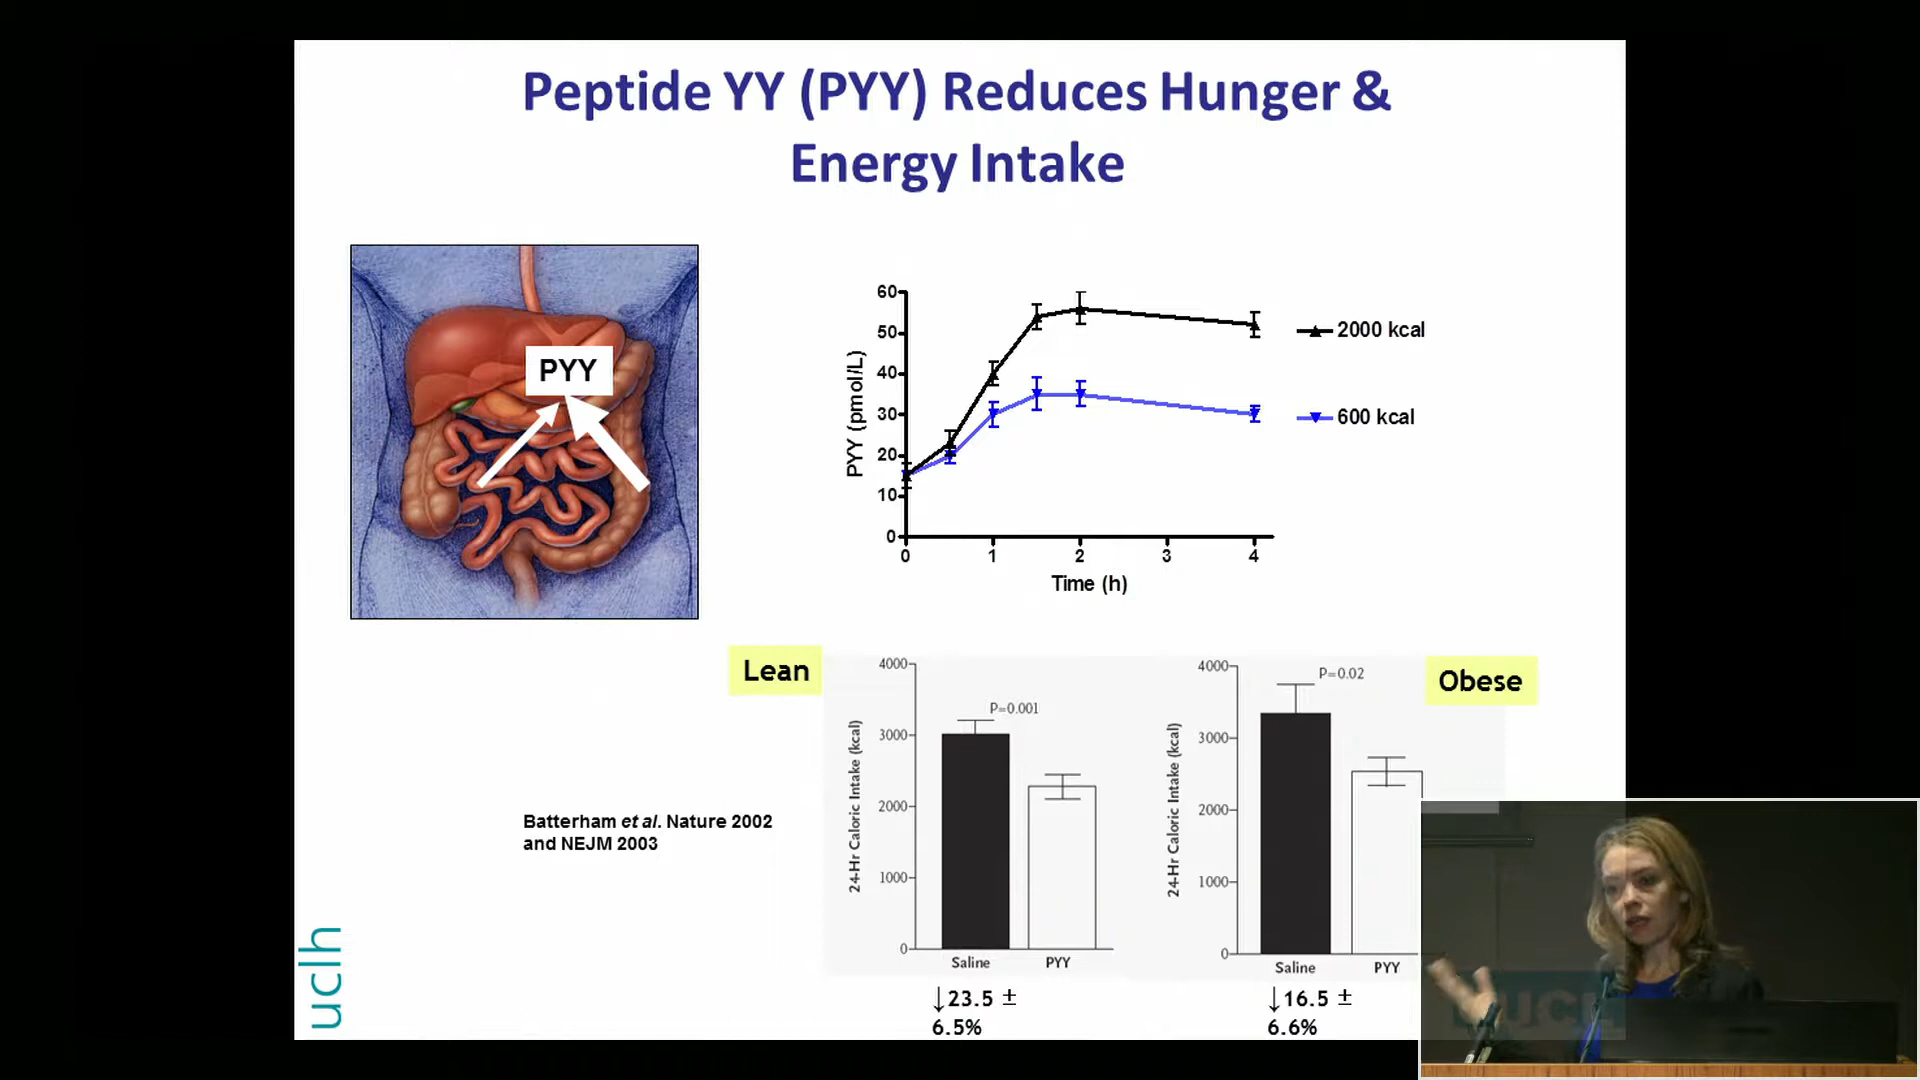 Peptide YY (PYY) Reduces Hunger &
Energy Intake
PYY
60
50
40
30
20
10
0
PYY (pmol/L)
0 1 2 3 4
Time (h)
2000 kcal
600 kcal
Lean
4000
3000
2000
1000
0
24-Hr Caloric Intake (kcal)
P=0.001
Saline PYY
↓23.5 ±
6.5%
Obese
4000
3000
2000
1000
0
24-Hr Caloric Intake (kcal)
P=0.02
Saline PYY
↓16.5 ±
6.6%
Batterham et al. Nature 2002
and NEJM 2003
uclh